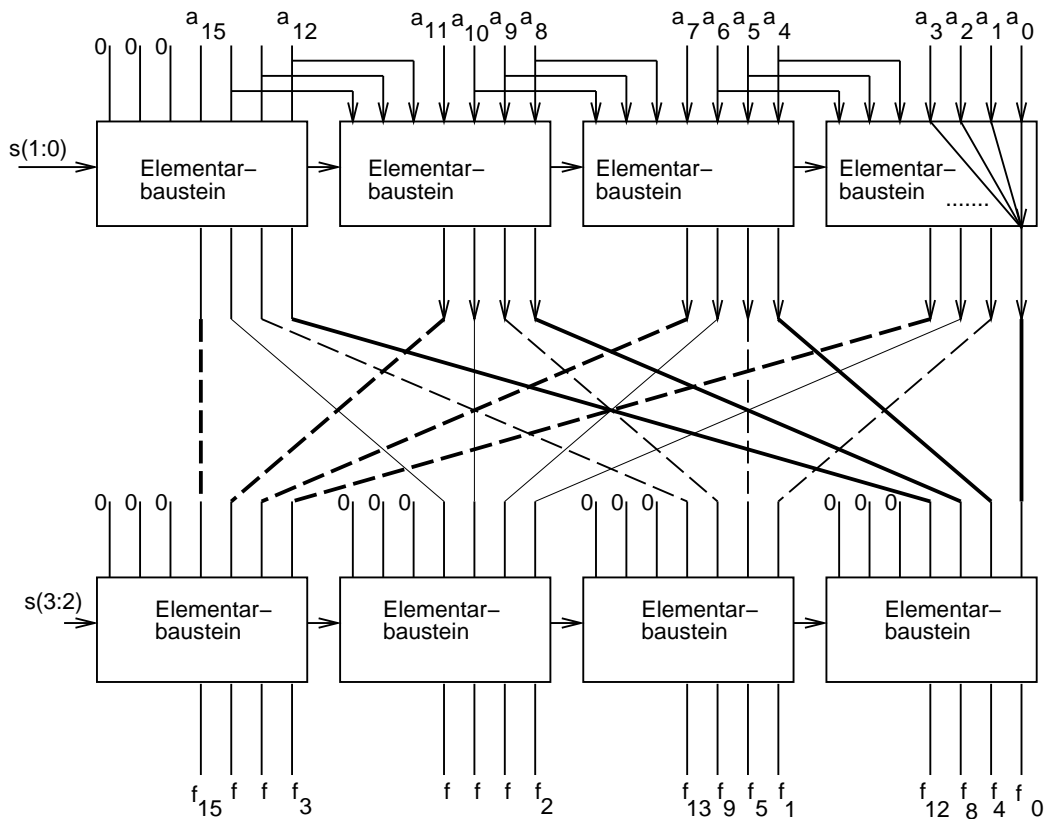 a15 a12 a11 a10 a9 a8 a7 a6 a5 a4 a3 a2 a1 a0
0 0 0
s(1:0)
Elementar–
baustein
Elementar–
baustein
Elementar–
baustein
Elementar–
baustein
.......
0 0 0 0 0 0 0 0 0 0 0 0
s(3:2)
Elementar–
baustein
Elementar–
baustein
Elementar–
baustein
Elementar–
baustein
f15 f f f3 f f f f2 f13 f9 f5 f1 f12 f8 f4 f0